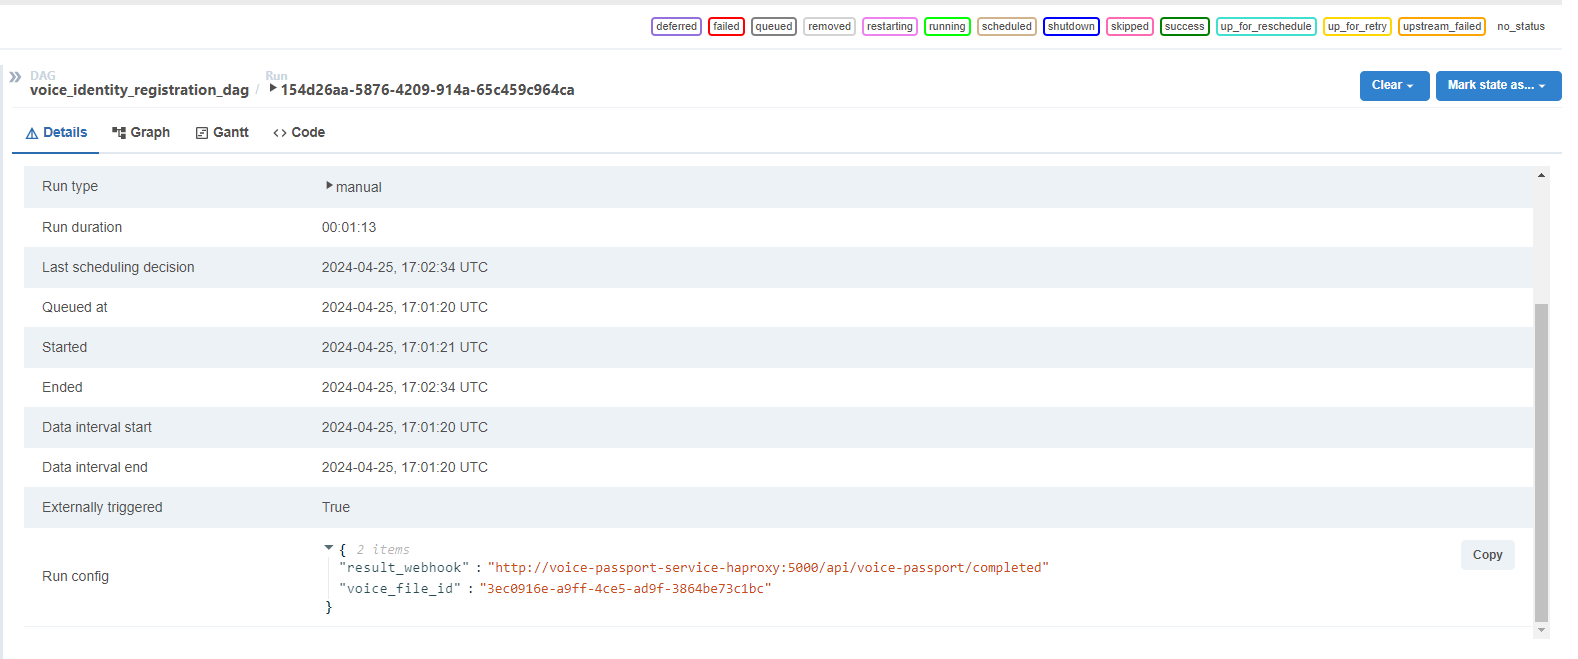 deferred failed queued removed restarting running scheduled shutdown skipped success up_for_reschedule up_for_retry upstream_failed no_status
DAG Run
voice_identity_registration_dag / 154d26aa-5876-4209-914a-65c459c964ca
Clear Mark state as...
Details Graph Gantt Code
Run type manual
Run duration 00:01:13
Last scheduling decision 2024-04-25, 17:02:34 UTC
Queued at 2024-04-25, 17:01:20 UTC
Started 2024-04-25, 17:01:21 UTC
Ended 2024-04-25, 17:02:34 UTC
Data interval start 2024-04-25, 17:01:20 UTC
Data interval end 2024-04-25, 17:01:20 UTC
Externally triggered True
Run config
{ 2 items
"result_webhook" : "http://voice-passport-service-haproxy:5000/api/voice-passport/completed"
"voice_file_id" : "3ec0916e-a9ff-4ce5-ad9f-3864be73c1bc"
}
Copy